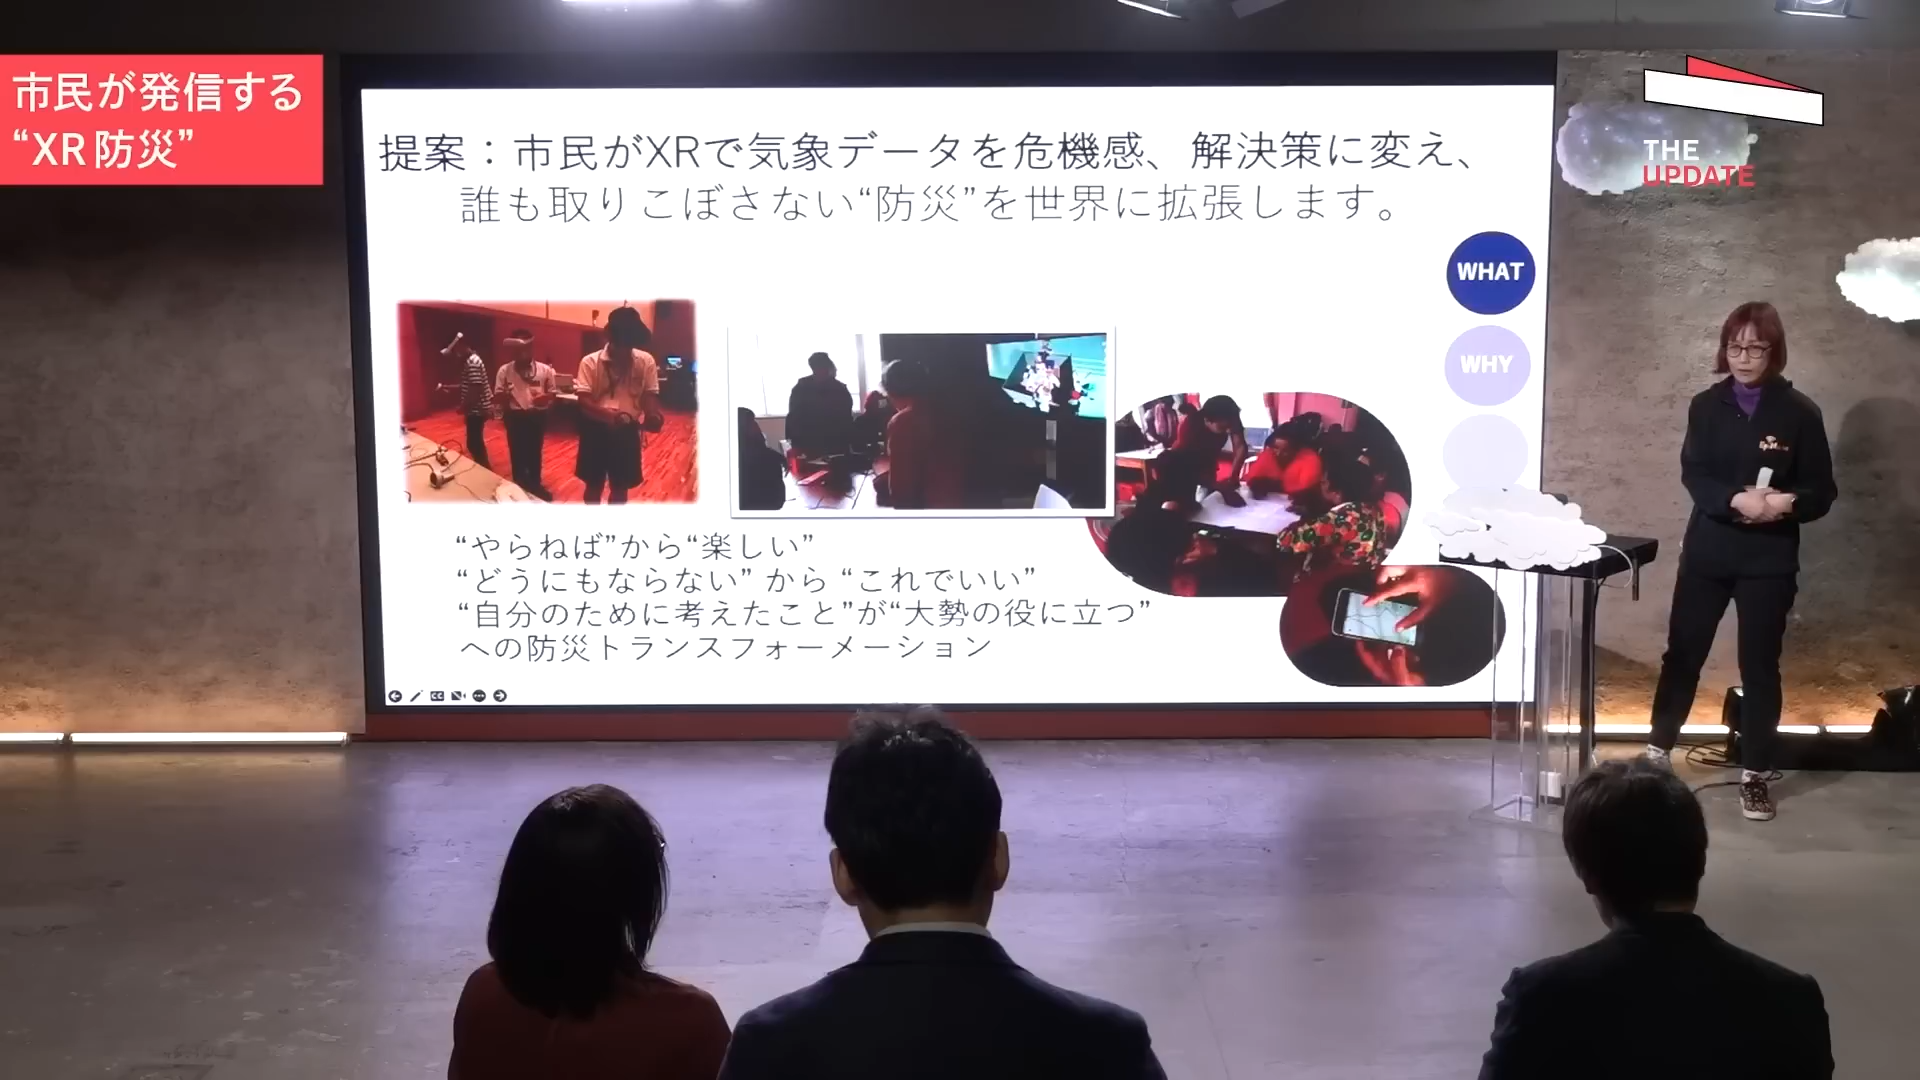 市民が発信する
“XR防災”
提案：市民がXRで気象データを危機感、解決策に変え、
誰も取りこぼさない“防災”を世界に拡張します。
THE
UPDATE
WHAT
WHY
“やらねば”から“楽しい”
“どうにもならない” から “これでいい”
“自分のために考えたこと”が“大勢の役に立つ”
への防災トランスフォーメーション